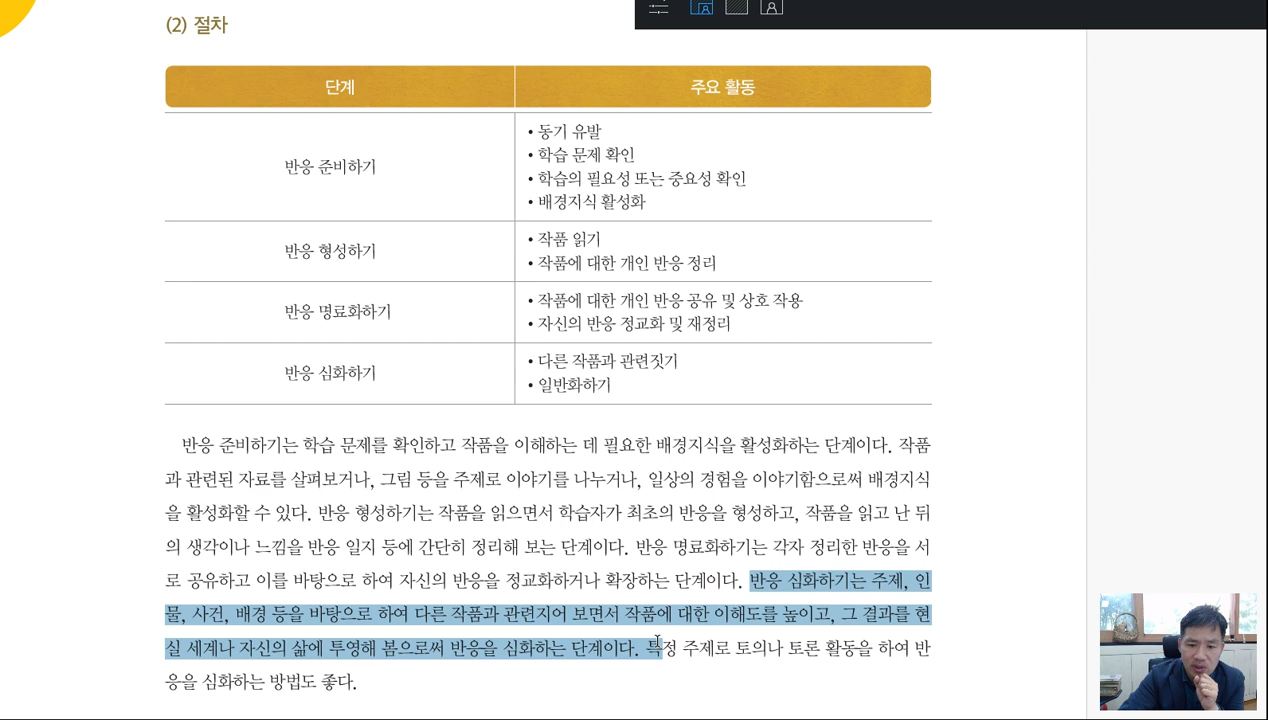 (2) 절차
단계
주요 활동
반응 준비하기
• 동기 유발
• 학습 문제 확인
• 학습의 필요성 또는 중요성 확인
• 배경지식 활성화
반응 형성하기
• 작품 읽기
• 작품에 대한 개인 반응 정리
반응 명료화하기
• 작품에 대한 개인 반응 공유 및 상호 작용
• 자신의 반응 정교화 및 재정리
반응 심화하기
• 다른 작품과 관련짓기
• 일반화하기
반응 준비하기는 학습 문제를 확인하고 작품을 이해하는 데 필요한 배경지식을 활성화하는 단계이다. 작품
과 관련된 자료를 살펴보거나, 그림 등을 주제로 이야기를 나누거나, 일상의 경험을 이야기함으로써 배경지식
을 활성화할 수 있다. 반응 형성하기는 작품을 읽으면서 학습자가 최초의 반응을 형성하고, 작품을 읽고 난 뒤
의 생각이나 느낌을 반응 일지 등에 간단히 정리해 보는 단계이다. 반응 명료화하기는 각자 정리한 반응을 서
로 공유하고 이를 바탕으로 하여 자신의 반응을 정교화하거나 확장하는 단계이다. 반응 심화하기는 주제, 인
물, 사건, 배경 등을 바탕으로 하여 다른 작품과 관련지어 보면서 작품에 대한 이해도를 높이고, 그 결과를 현
실 세계나 자신의 삶에 투영해 봄으로써 반응을 심화하는 단계이다. 특정 주제로 토의나 토론 활동을 하여 반
응을 심화하는 방법도 좋다.